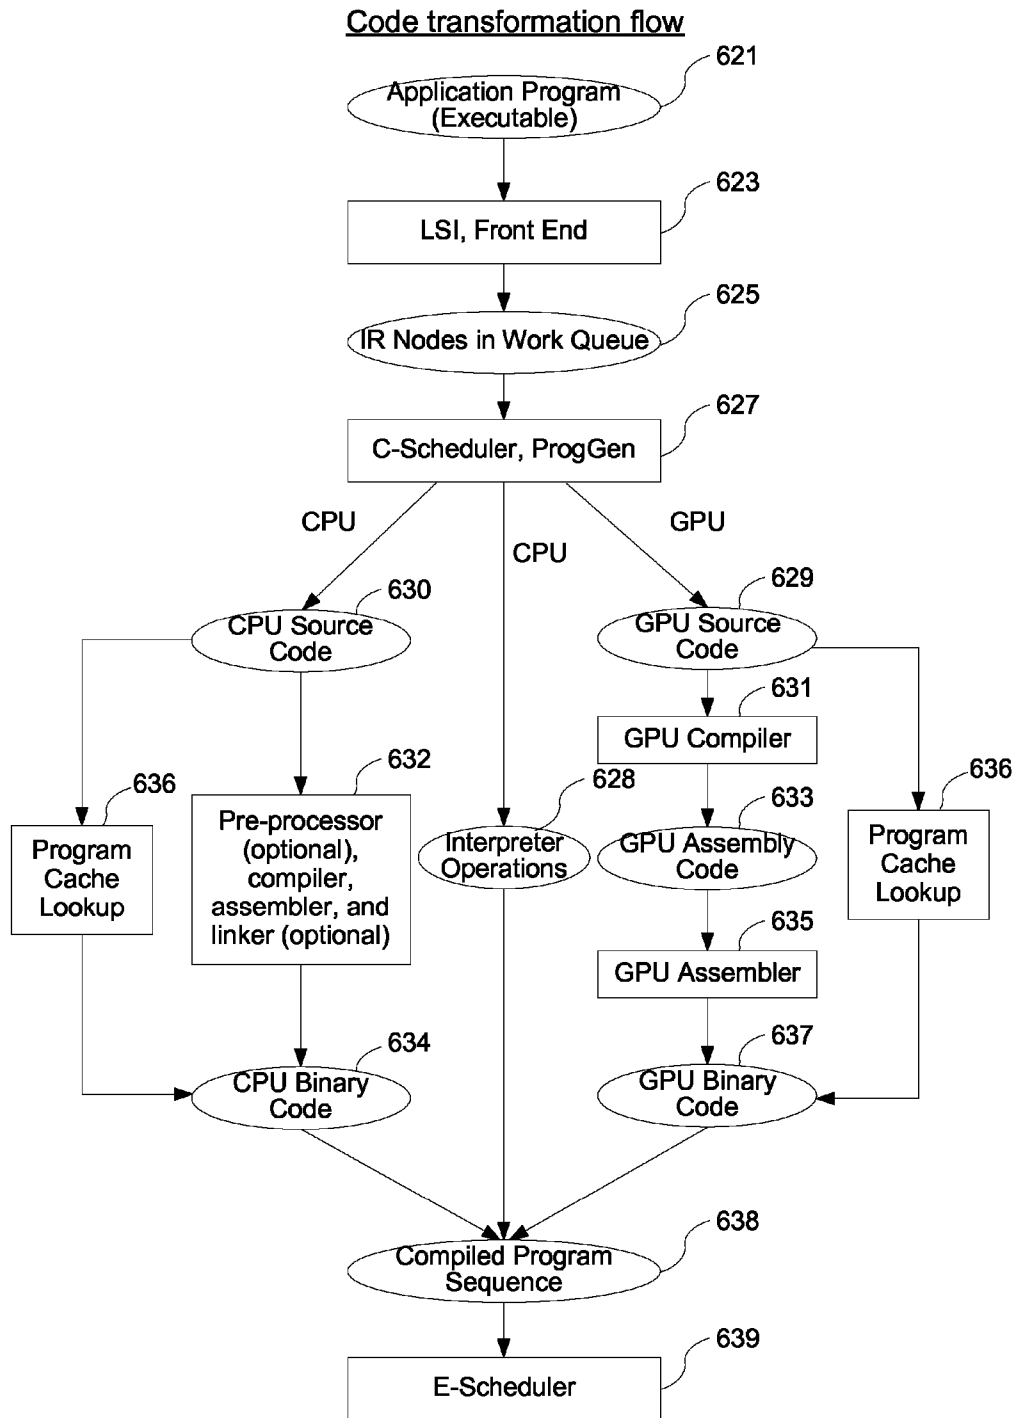 Code transformation flow
621
Application Program
(Executable)
623
LSI, Front End
625
IR Nodes in Work Queue
627
C-Scheduler, ProgGen
CPU
CPU
GPU
630
CPU Source
Code
629
GPU Source
Code
631
GPU Compiler
636
Program
Cache
Lookup
632
Pre-processor
(optional),
compiler,
assembler, and
linker (optional)
628
Interpreter
Operations
633
GPU Assembly
Code
636
Program
Cache
Lookup
635
GPU Assembler
634
CPU Binary
Code
637
GPU Binary
Code
638
Compiled Program
Sequence
639
E-Scheduler